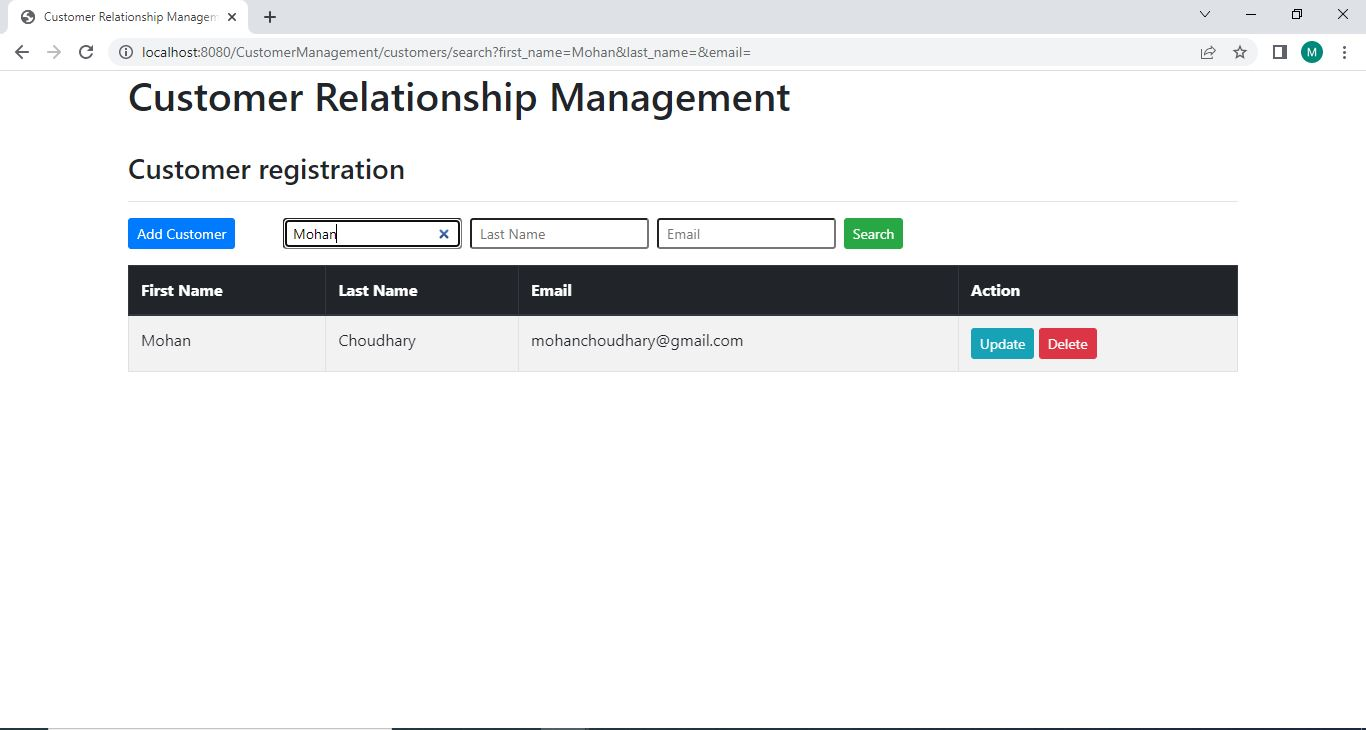 Customer Relationship Managem
localhost:8080/CustomerManagement/customers/search?first_name=Mohan&last_name=&email=
M
Customer Relationship Management
Customer registration
Add Customer Mohan Last Name Email Search
First Name Last Name Email Action
Mohan Choudhary mohanchoudhary@gmail.com Update Delete